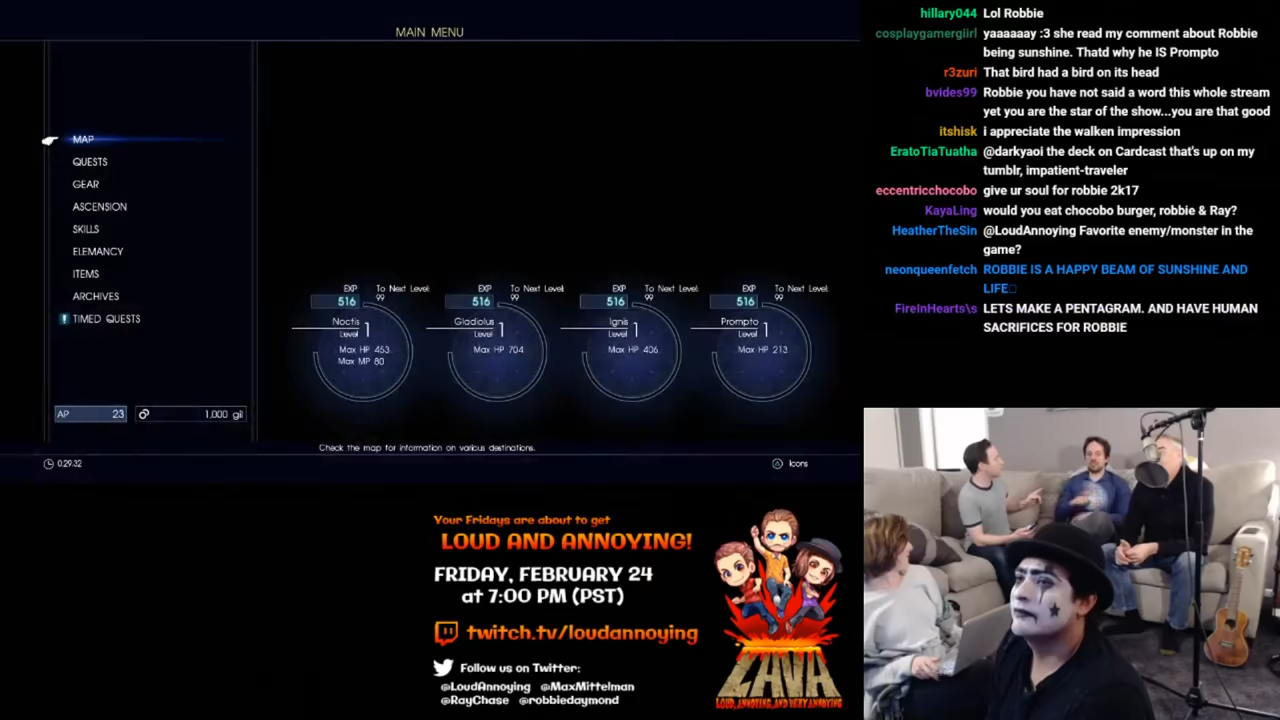 MAIN MENU
MAP
QUESTS
GEAR
ASCENSION
SKILLS
ELEMANCY
ITEMS
ARCHIVES
! TIMED QUESTS
AP 23
1,000 gil
EXP To Next Level:
516 99
Noctis 1
Level
Max HP 453
Max MP 80
EXP To Next Level:
516 99
Gladiolus 1
Level
Max HP 704
EXP To Next Level:
516 99
Ignis 1
Level
Max HP 406
EXP To Next Level:
516 99
Prompto 1
Level
Max HP 213
Check the map for information on various destinations.
0:29:32
Icons
hillary044 Lol Robbie
cosplaygamergiirl yaaaaaay :3 she read my comment about Robbie
being sunshine. Thatd why he IS Prompto
r3zuri That bird had a bird on its head
bvides99 Robbie you have not said a word this whole stream
yet you are the star of the show...you are that good
itshisk i appreciate the walken impression
EratoTiaTuatha @darkyaoi the deck on Cardcast that's up on my
tumblr, impatient-traveler
eccentricchocobo give ur soul for robbie 2k17
KayaLing would you eat chocobo burger, robbie & Ray?
HeatherTheSin @LoudAnnoying Favorite enemy/monster in the
game?
neonqueenfetch ROBBIE IS A HAPPY BEAM OF SUNSHINE AND
LIFE□
FireInHearts\s LETS MAKE A PENTAGRAM. AND HAVE HUMAN
SACRIFICES FOR ROBBIE
Your Fridays are about to get
LOUD AND ANNOYING!
FRIDAY, FEBRUARY 24
at 7:00 PM (PST)
twitch.tv/loudannoying
Follow us on Twitter:
@LoudAnnoying @MaxMittelman
@RayChase @robbiedaymond
LAVA
LOUD, ANNOYING, AND VERY ANNOYING